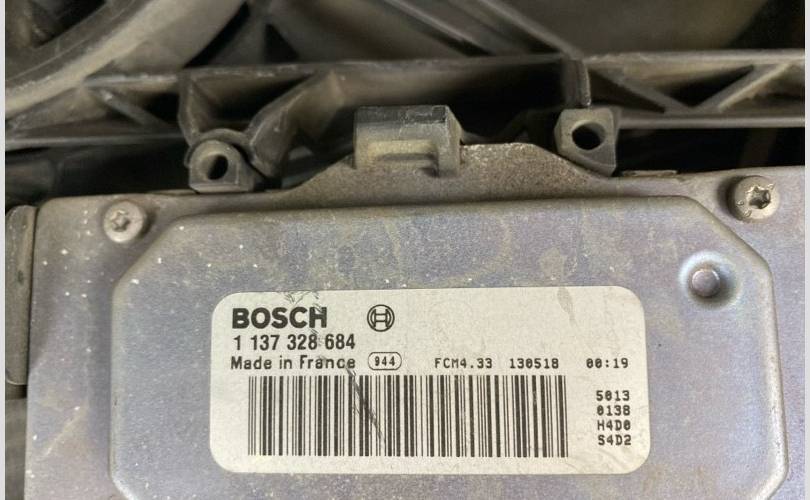 BOSCH
1 137 328 684
Made in France 944 FCM4.33 130518 00:19
5013
0138
H4D0
S4D2